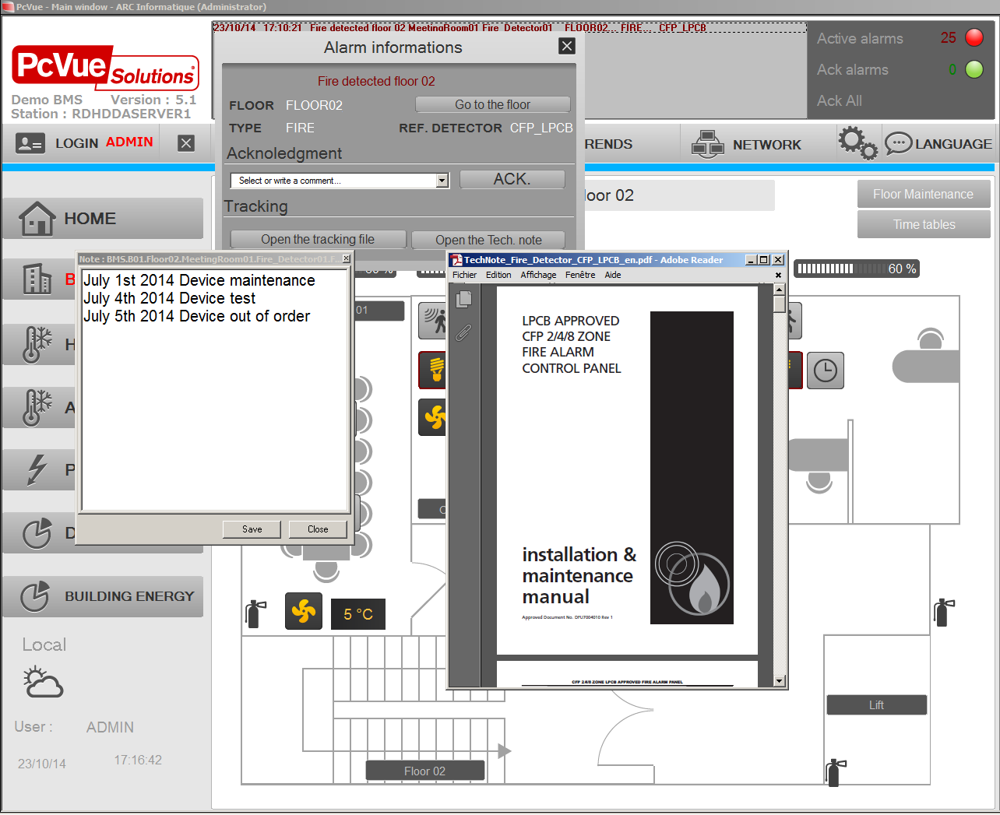 PcVue - Main window - ARC Informatique (Administrator)
23/10/14 17:10:21 Fire detected floor 02 MeetingRoom01 Fire_Detector01 FLOOR02... FIRE... CFP_LPCB
PcVue
Solutions®
Demo BMS Version : 5.1
Station : RDHDDASERVER1
Active alarms 25
Ack alarms 0
Ack All
Alarm informations
Fire detected floor 02
FLOOR FLOOR02 Go to the floor
TYPE FIRE REF. DETECTOR CFP_LPCB
Acknoledgment
Select or write a comment... ACK.
Tracking
Open the tracking file Open the Tech. note
LOGIN ADMIN
RENDS
NETWORK
LANGUAGE
loor 02
Floor Maintenance
Time tables
60 %
HOME
B
H
A
P
D
BUILDING ENERGY
Note : BMS.B01.Floor02.MeetingRoom01.Fire_Detector01.F...
July 1st 2014 Device maintenance
July 4th 2014 Device test
July 5th 2014 Device out of order
Save Close
01
TechNote_Fire_Detector_CFP_LPCB_en.pdf - Adobe Reader
Fichier Edition Affichage Fenêtre Aide
LPCB APPROVED
CFP 2/4/8 ZONE
FIRE ALARM
CONTROL PANEL
installation &
maintenance
manual
Approved Document No. DFU7004010 Rev 1
CFP 2/4/8 ZONE LPCB APPROVED FIRE ALARM PANEL
5 °C
Local
User : ADMIN
23/10/14 17:16:42
Lift
Floor 02